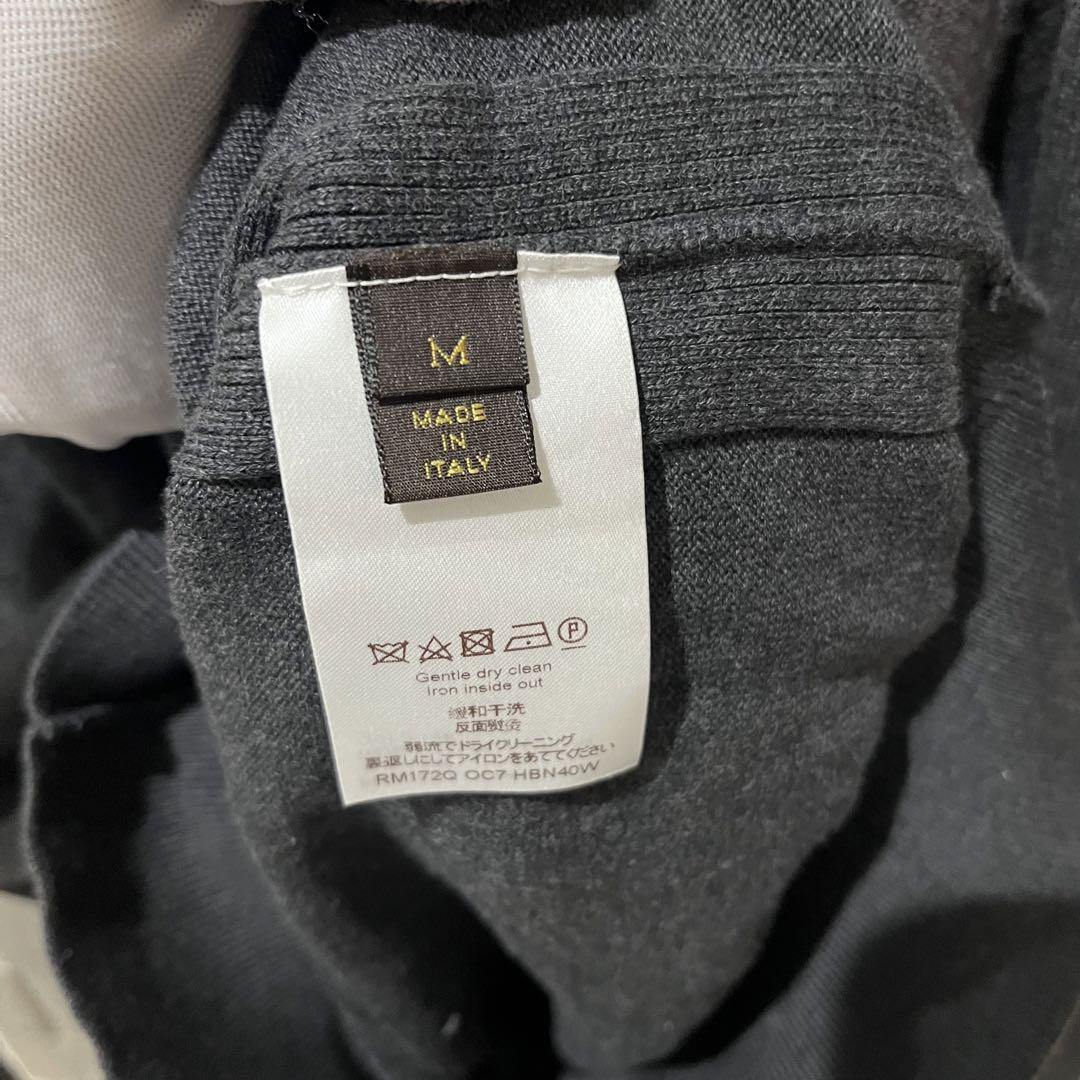 M
MADE
IN
ITALY
P
Gentle dry clean
Iron inside out
缓和干洗
反面熨烫
弱流でドライクリーニング
裏返しにしてアイロンをあててください
RM172Q OC7 HBN40W